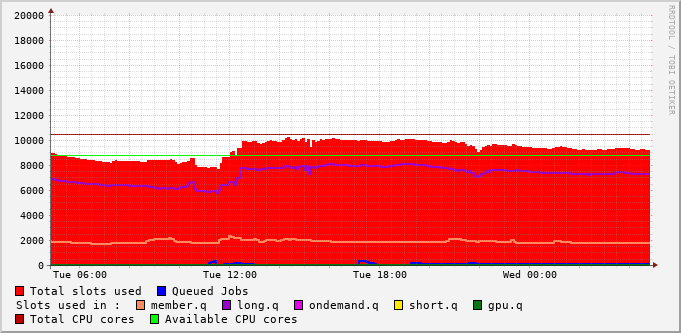 20000
18000
16000
14000
12000
10000
8000
6000
4000
2000
0
Tue 06:00 Tue 12:00 Tue 18:00 Wed 00:00
Total slots used Queued Jobs
Slots used in : member.q long.q ondemand.q short.q gpu.q
Total CPU cores Available CPU cores
RRDTOOL / TOBI OETIKER